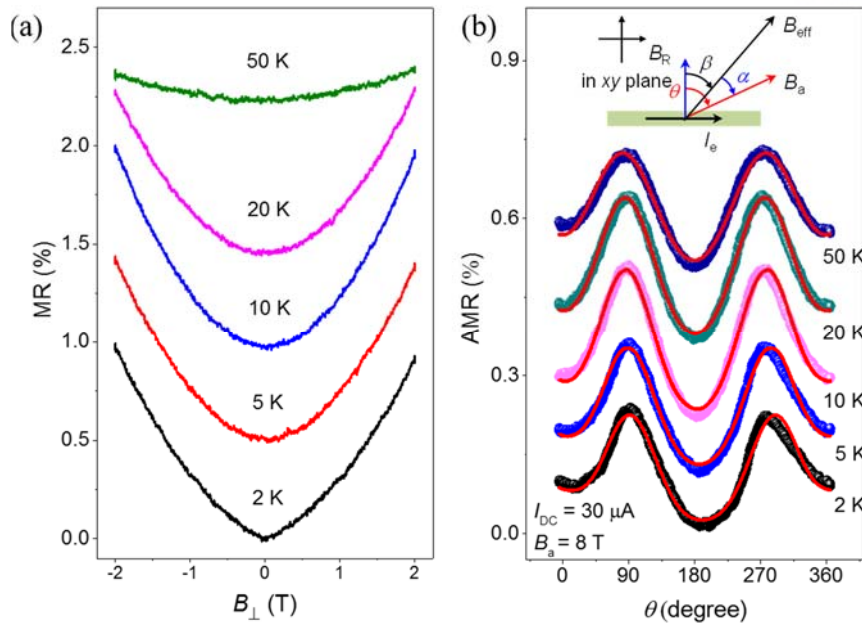 (a)
2.5
2.0
1.5
1.0
0.5
0.0
MR (%)
50 K
20 K
10 K
5 K
2 K
-2
-1
0
1
2
B⊥ (T)
(b)
0.9
0.6
0.3
0.0
AMR (%)
in xy plane
B_R
β
θ
α
B_eff
B_a
I_e
50 K
20 K
10 K
5 K
2 K
I_DC = 30 μA
B_a = 8 T
0
90
180
270
360
θ (degree)